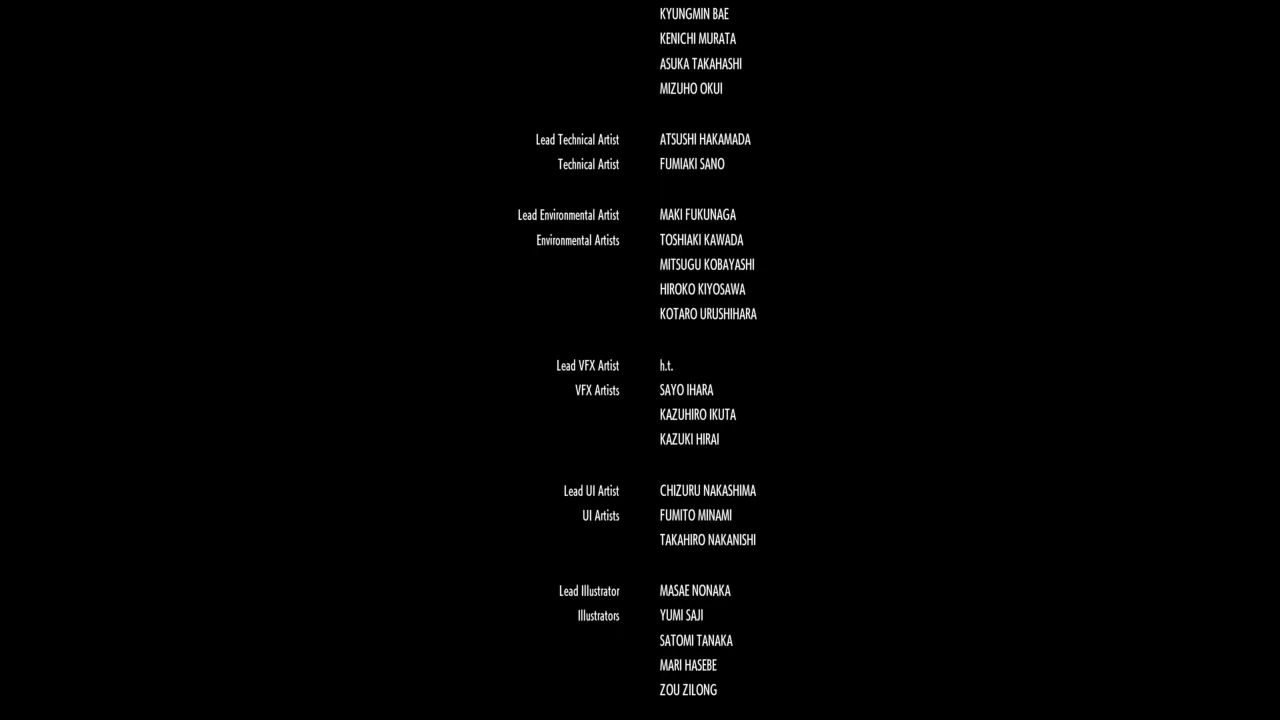 KYUNGMIN BAE
KENICHI MURATA
ASUKA TAKAHASHI
MIZUHO OKUI
Lead Technical Artist ATSUSHI HAKAMADA
Technical Artist FUMIAKI SANO
Lead Environmental Artist MAKI FUKUNAGA
Environmental Artists TOSHIAKI KAWADA
MITSUGU KOBAYASHI
HIROKO KIYOSAWA
KOTARO URUSHIHARA
Lead VFX Artist h.t.
VFX Artists SAYO IHARA
KAZUHIRO IKUTA
KAZUKI HIRAI
Lead UI Artist CHIZURU NAKASHIMA
UI Artists FUMITO MINAMI
TAKAHIRO NAKANISHI
Lead Illustrator MASAE NONAKA
Illustrators YUMI SAJI
SATOMI TANAKA
MARI HASEBE
ZOU ZILONG